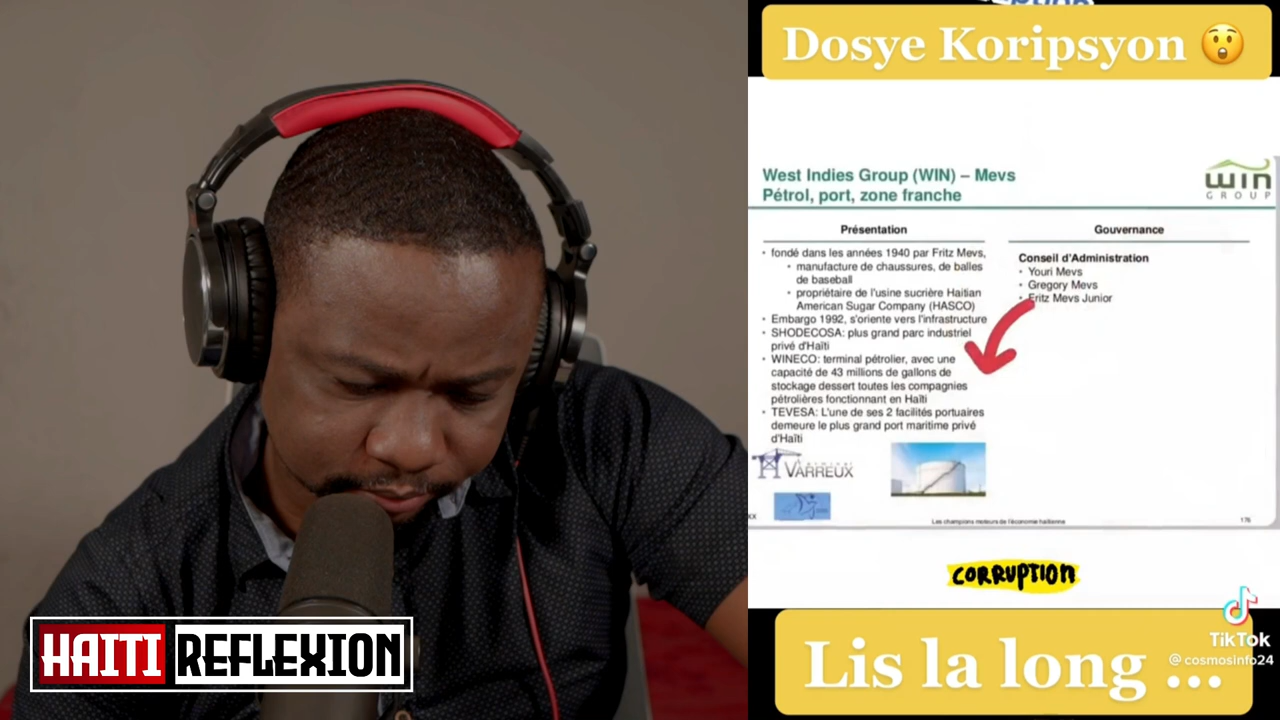 Dosye Koripsyon
West Indies Group (WIN) – Mevs
Pétrol, port, zone franche
win
GROUP
Présentation
• fondé dans les années 1940 par Fritz Mevs,
• manufacture de chaussures, de balles
de baseball
• propriétaire de l'usine sucrière Haitian
American Sugar Company (HASCO)
• Embargo 1992, s'oriente vers l'infrastructure
• SHODECOSA: plus grand parc industriel
privé d'Haïti
• WINECO: terminal pétrolier, avec une
capacité de 43 millions de gallons de
stockage dessert toutes les compagnies
pétrolières fonctionnant en Haïti
• TEVESA: L'une de ses 2 facilités portuaires
demeure le plus grand port maritime privé
d'Haïti
Gouvernance
Conseil d'Administration
• Youri Mevs
• Gregory Mevs
• Fritz Mevs Junior
VARREUX
Les champions moteurs de l'économie haïtienne
176
CORRUPTION
Lis la long ...
TikTok
@cosmosinfo24
HAITI REFLEXION